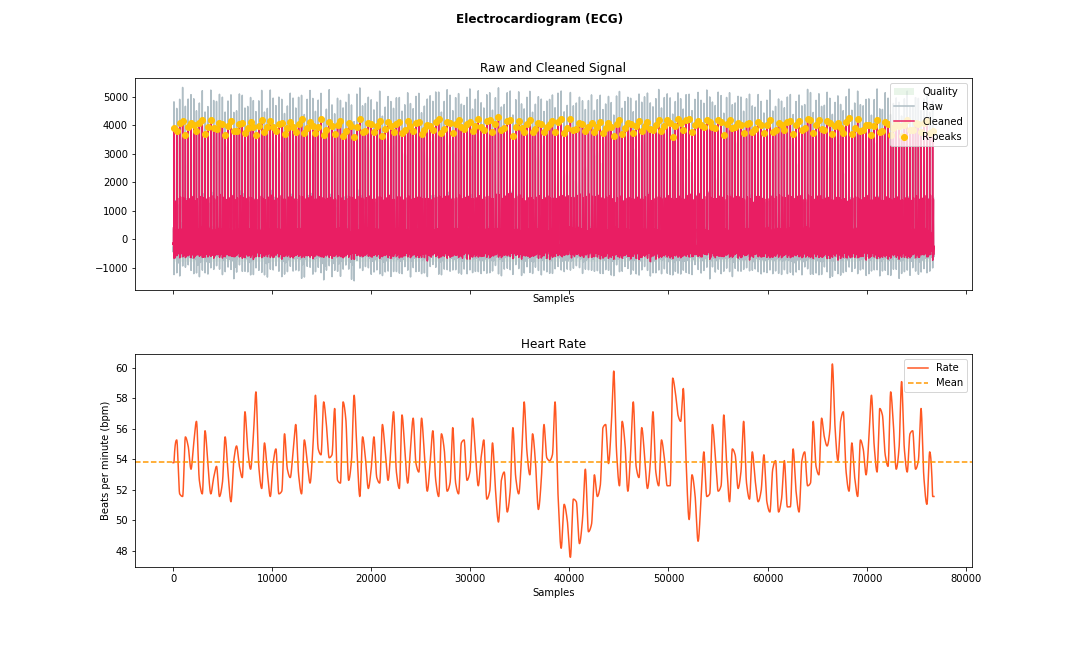 Electrocardiogram (ECG)
Raw and Cleaned Signal
5000
4000
3000
2000
1000
0
−1000
Quality
Raw
Cleaned
R-peaks
Samples
Heart Rate
60
58
56
54
52
50
48
Beats per minute (bpm)
Rate
Mean
0 10000 20000 30000 40000 50000 60000 70000 80000
Samples